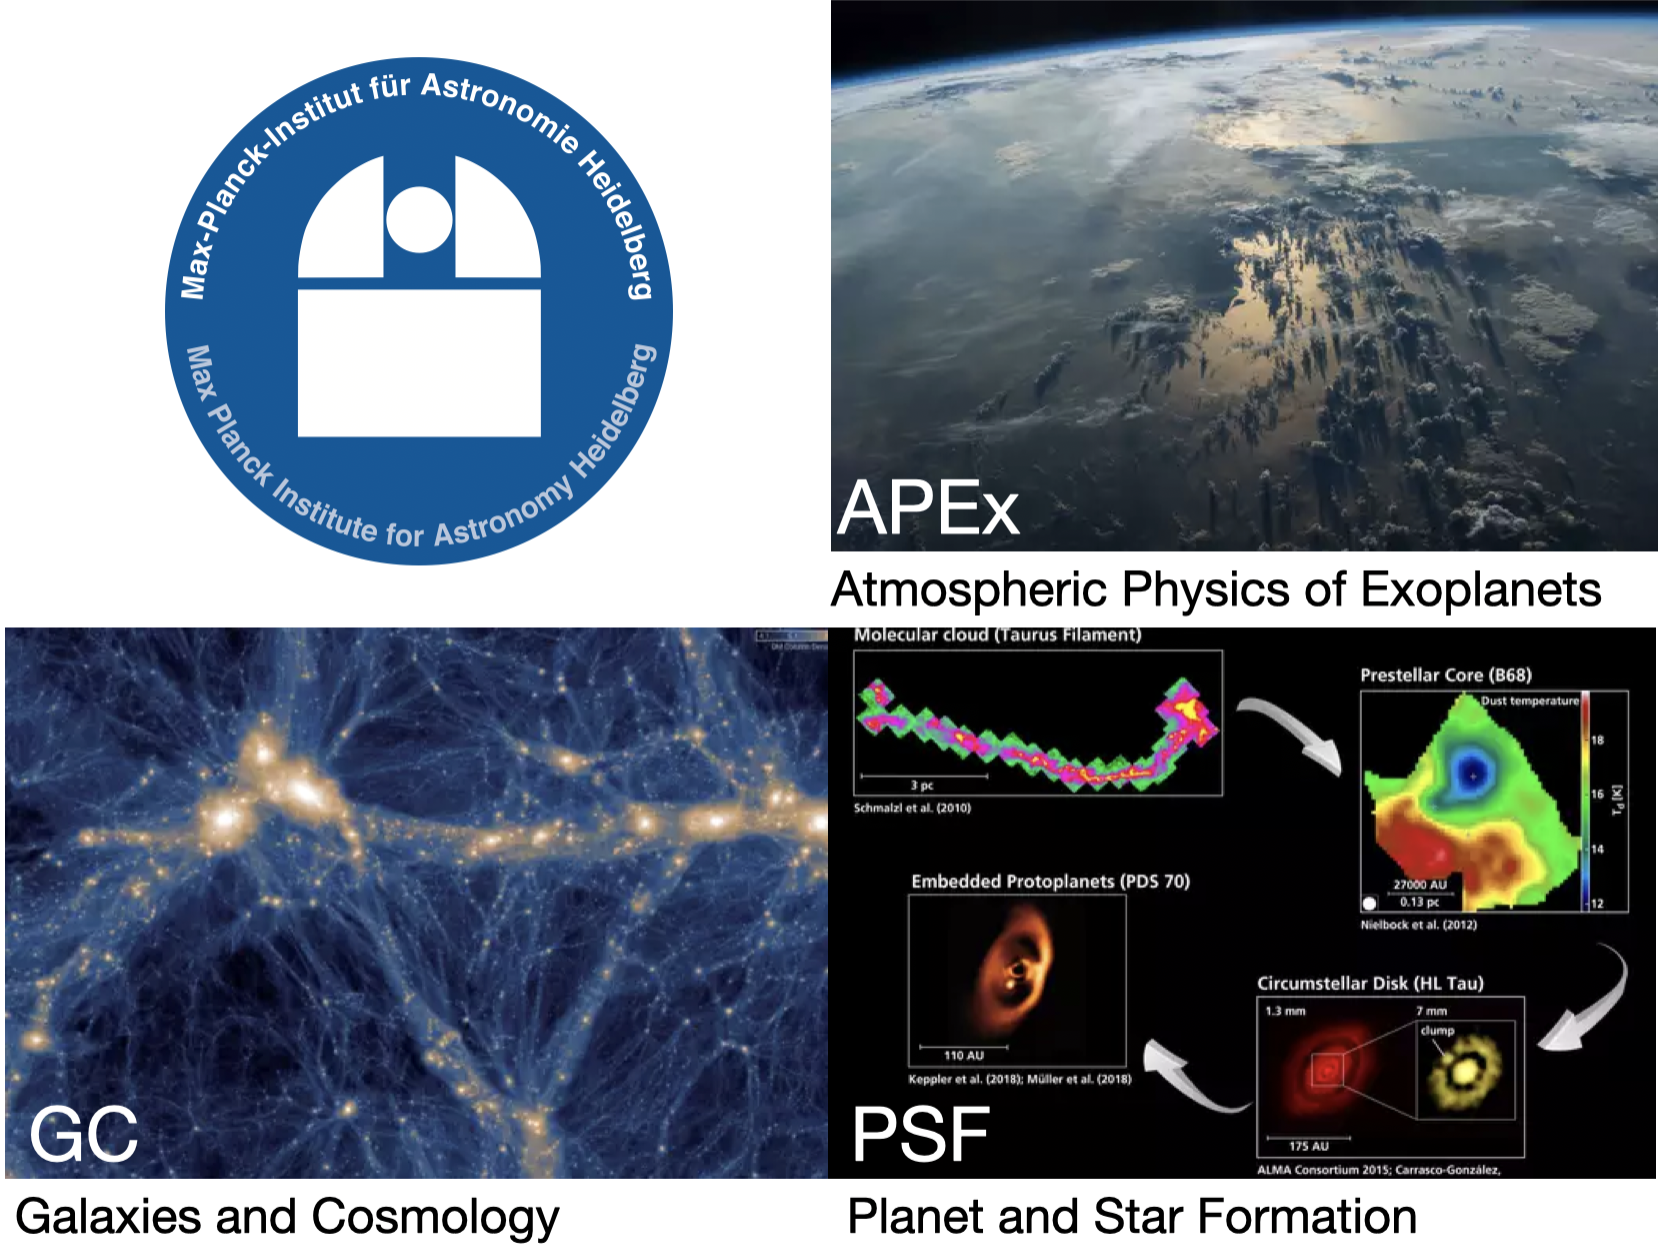 Max-Planck-Institut für Astronomie Heidelberg
Max Planck Institute for Astronomy Heidelberg
APEx
Atmospheric Physics of Exoplanets
GC
Galaxies and Cosmology
Molecular cloud (Taurus Filament)
3 pc
Schmalzl et al. (2010)
Prestellar Core (B68)
Dust temperature
18
16
14
12
T_d [K]
27000 AU
0.13 pc
Nielbock et al. (2012)
Embedded Protoplanets (PDS 70)
110 AU
Keppler et al. (2018); Müller et al. (2018)
Circumstellar Disk (HL Tau)
1.3 mm
7 mm
clump
175 AU
ALMA Consortium 2015; Carrasco-González,
PSF
Planet and Star Formation